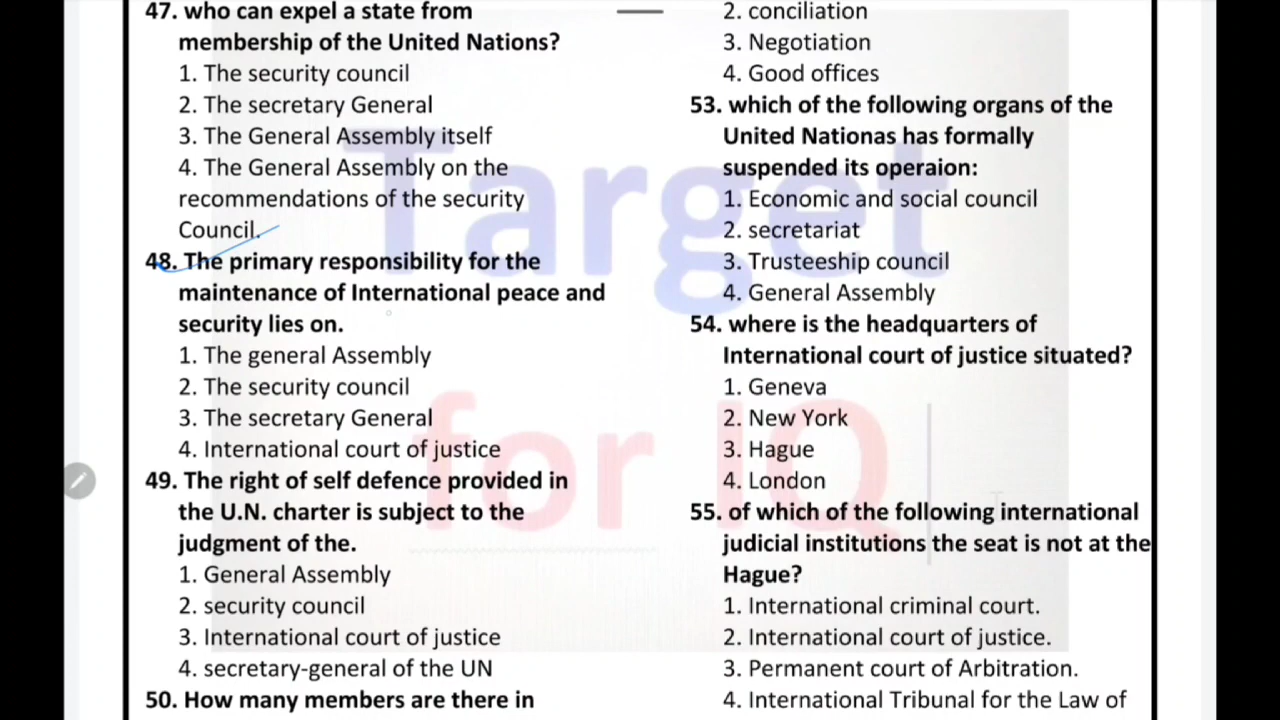 47. who can expel a state from
membership of the United Nations?
1. The security council
2. The secretary General
3. The General Assembly itself
4. The General Assembly on the
recommendations of the security
Council.
48. The primary responsibility for the
maintenance of International peace and
security lies on.
1. The general Assembly
2. The security council
3. The secretary General
4. International court of justice
49. The right of self defence provided in
the U.N. charter is subject to the
judgment of the.
1. General Assembly
2. security council
3. International court of justice
4. secretary-general of the UN
50. How many members are there in
2. conciliation
3. Negotiation
4. Good offices
53. which of the following organs of the
United Nationas has formally
suspended its operaion:
1. Economic and social council
2. secretariat
3. Trusteeship council
4. General Assembly
54. where is the headquarters of
International court of justice situated?
1. Geneva
2. New York
3. Hague
4. London
55. of which of the following international
judicial institutions the seat is not at the
Hague?
1. International criminal court.
2. International court of justice.
3. Permanent court of Arbitration.
4. International Tribunal for the Law of
Target
for IQ